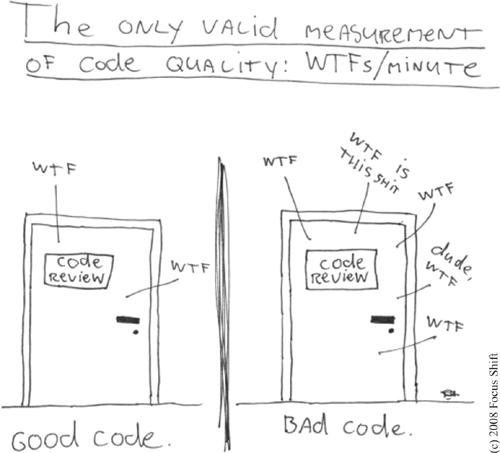 The ONLY VALID MEASUREMENT
OF CODE QUALITY: WTFs/MINUTE
WTF
CODE
REVIEW
WTF
GOOD CODE.
WTF
WTF IS
THIS SHIT
WTF
CODE
REVIEW
dude,
WTF
WTF
BAD CODE.
(c) 2008 Focus Shift